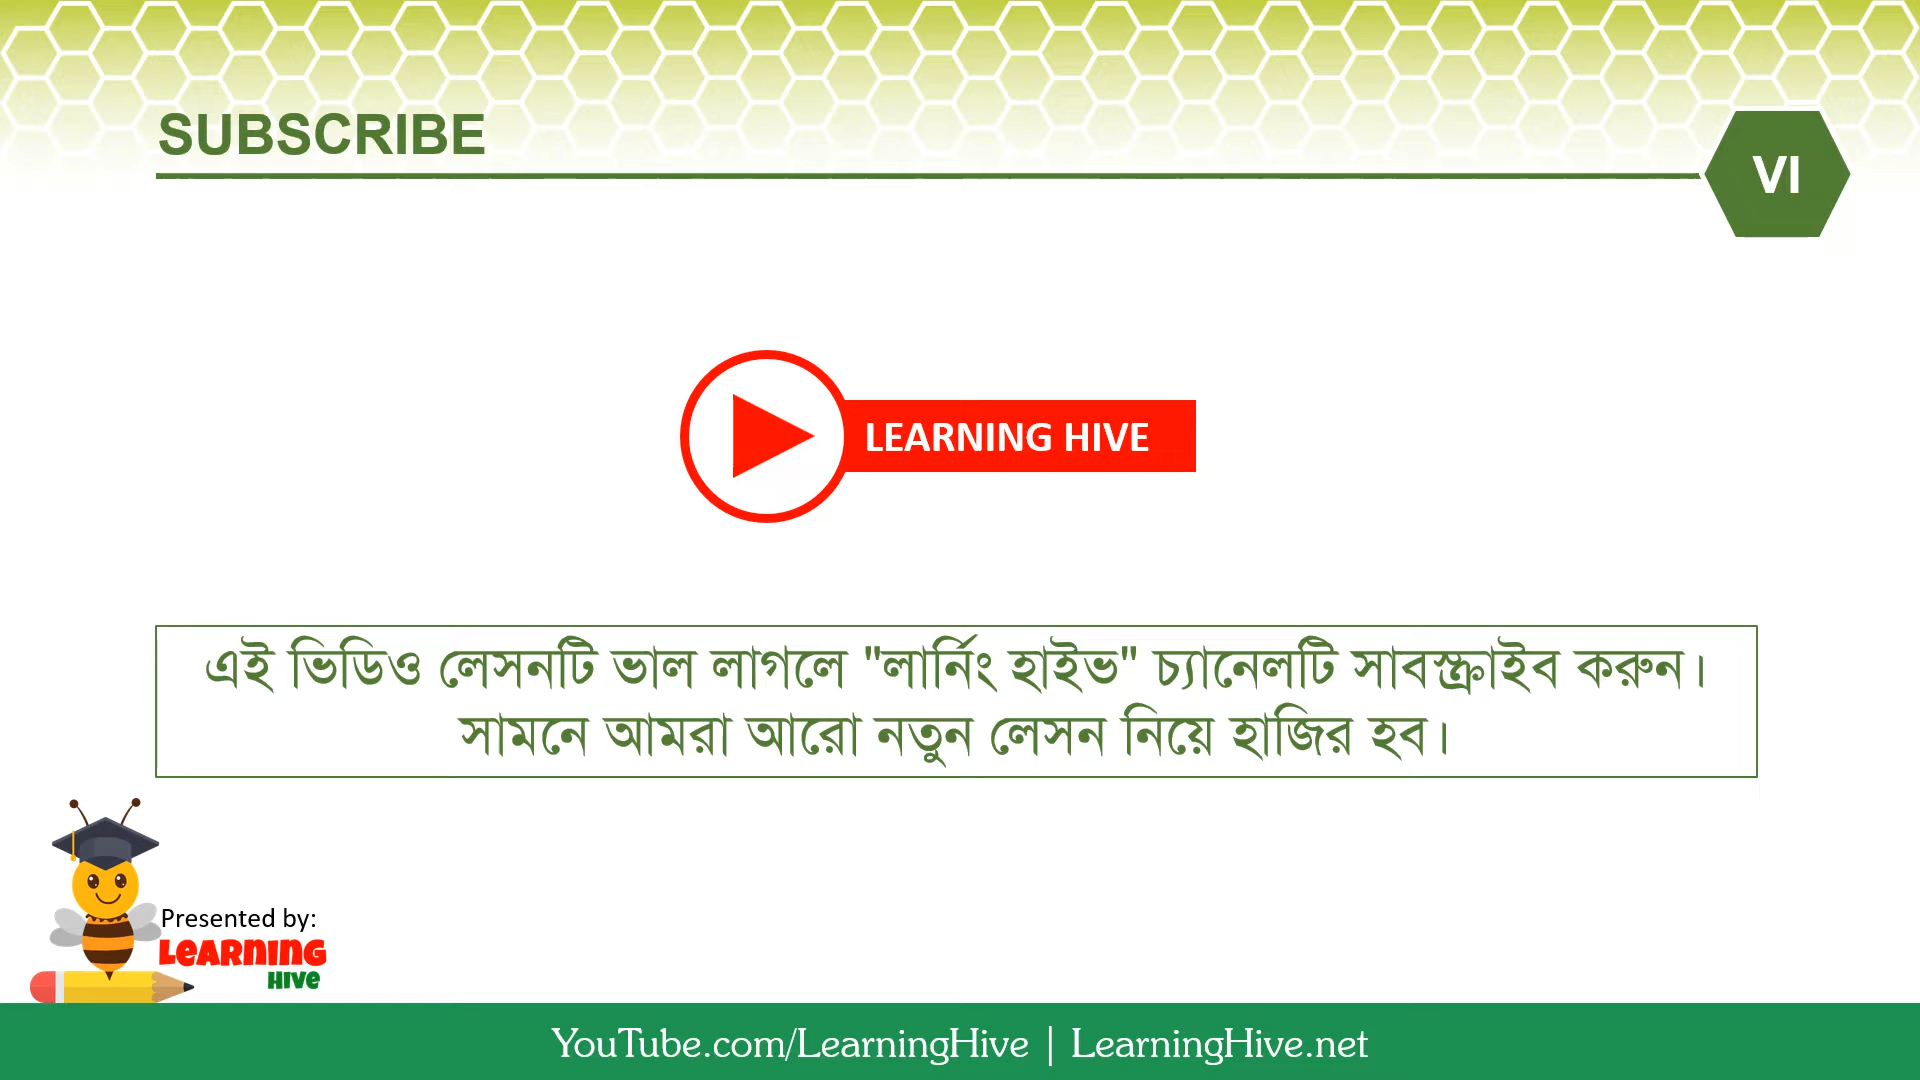 SUBSCRIBE
VI
LEARNING HIVE
এই ভিডিও লেসনটি ভাল লাগলে "লার্নিং হাইভ" চ্যানেলটি সাবস্ক্রাইব করুন।
সামনে আমরা আরো নতুন লেসন নিয়ে হাজির হব।
Presented by:
LEARNING
HIVE
YouTube.com/LearningHive | LearningHive.net